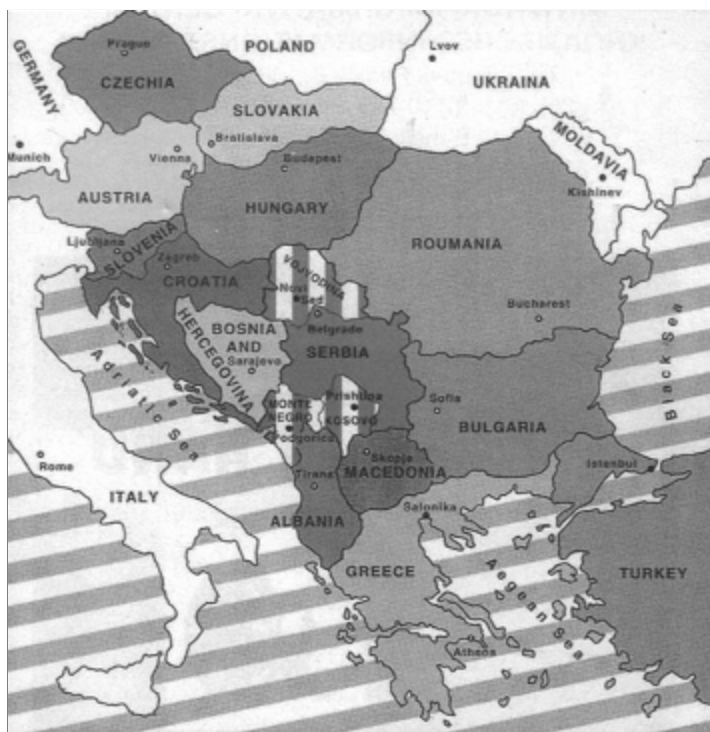 Prague
POLAND
Lvov
GERMANY
CZECHIA
UKRAINA
SLOVAKIA
MOLDAVIA
Munich
Vienna
Bratislava
Budapest
Kishinev
AUSTRIA
HUNGARY
ROUMANIA
Ljubljana
SLOVENIA
Zagreb
CROATIA
VOJVODINA
Novi
Sad
Bucharest
Belgrade
BOSNIA
AND
HERCEGOVINA
Sarajevo
SERBIA
Adriatic Sea
Black Sea
MONTE
NEGRO
Podgorica
Prishtina
KOSOVO
Sofia
BULGARIA
Rome
Skopje
MACEDONIA
Istanbul
ITALY
Tirana
ALBANIA
Salonika
GREECE
TURKEY
Aegean Sea
Athens